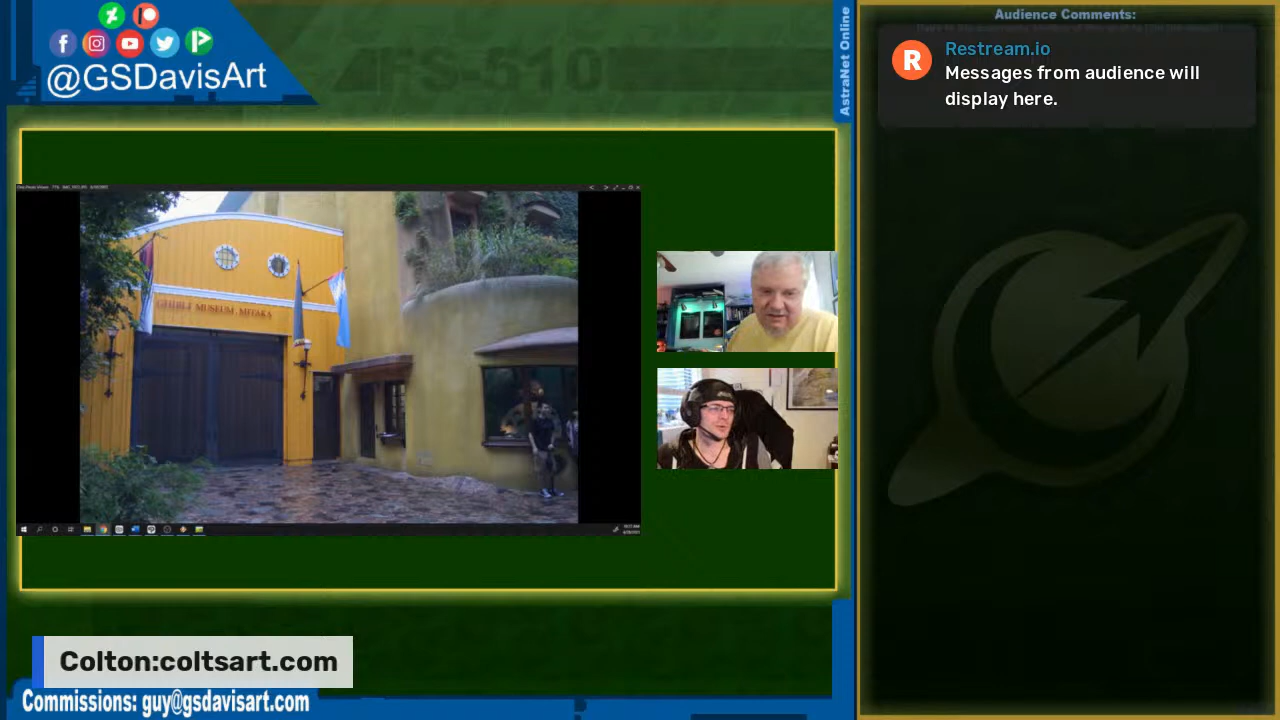 @GSDavisArt
AstraNet Online
Audience Comments:
Restream.io
Messages from audience will
display here.
GHIBLI MUSEUM, MITAKA
Colton:coltsart.com
Commissions: guy@gsdavisart.com